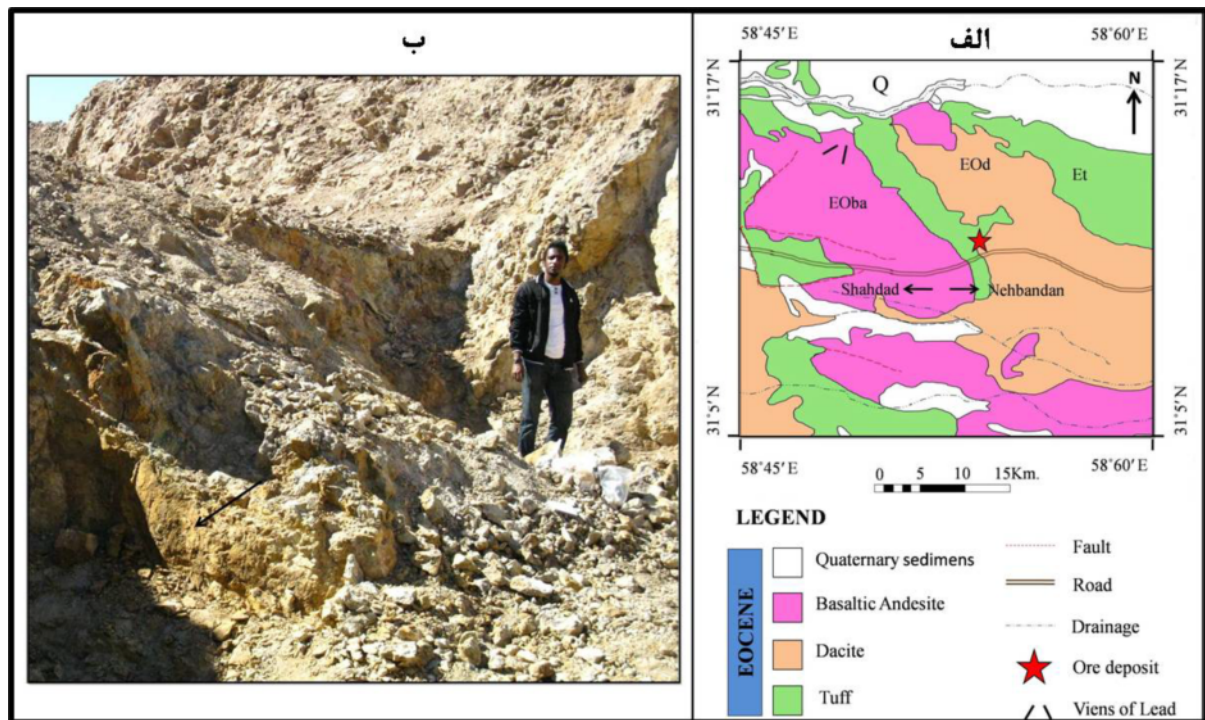 الف
58°45′ E
58°60′ E
31°17′ N
31°17′ N
N
Q
EOd
Et
EOba
Shahdad
Nehbandan
31°5′ N
31°5′ N
58°45′ E
58°60′ E
0 5 10 15Km.
LEGEND
EOCENE
Quaternary sedimens
Basaltic Andesite
Dacite
Tuff
Fault
Road
Drainage
Ore deposit
Viens of Lead
ب